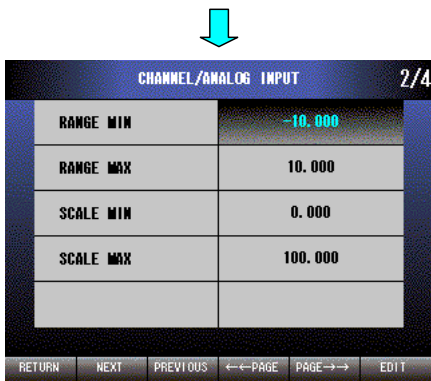 CHANNEL/ANALOG INPUT 2/4
RANGE MIN -10.000
RANGE MAX 10.000
SCALE MIN 0.000
SCALE MAX 100.000
RETURN NEXT PREVIOUS ←←PAGE PAGE→→ EDIT